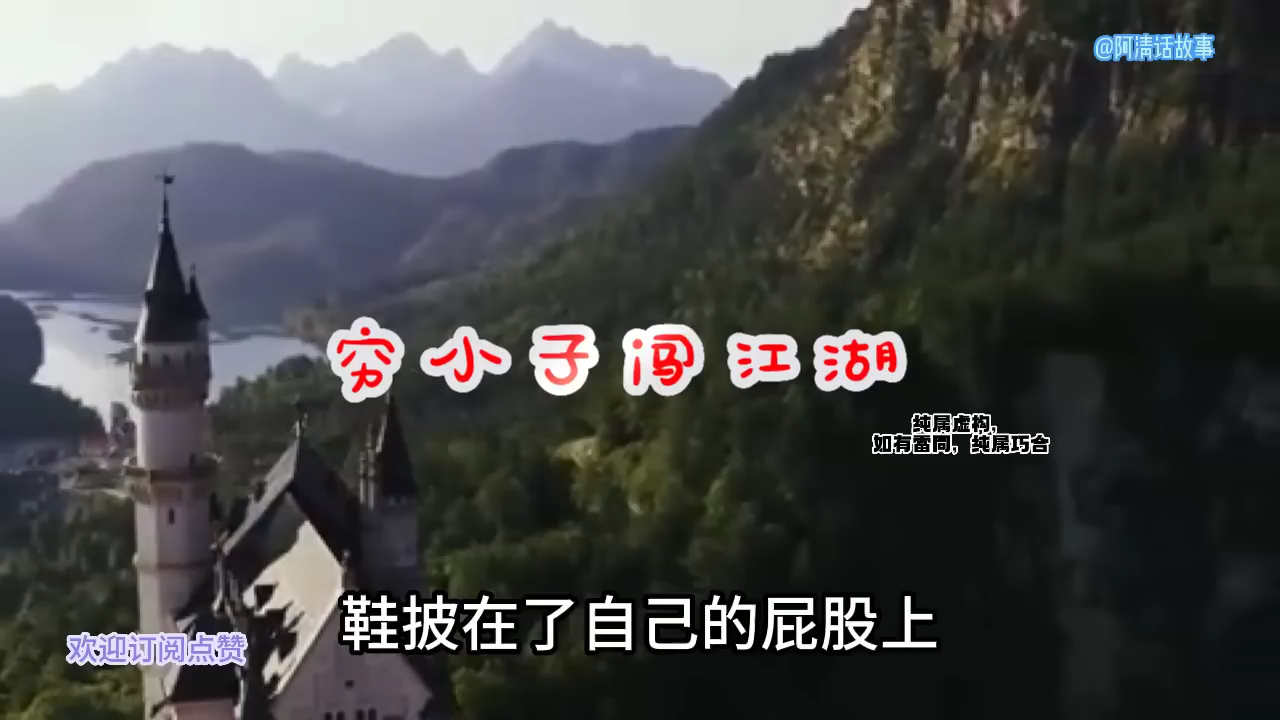 @阿清话故事
穷小子闯江湖
纯属虚构，
如有雷同，纯属巧合
鞋披在了自己的屁股上
欢迎订阅点赞